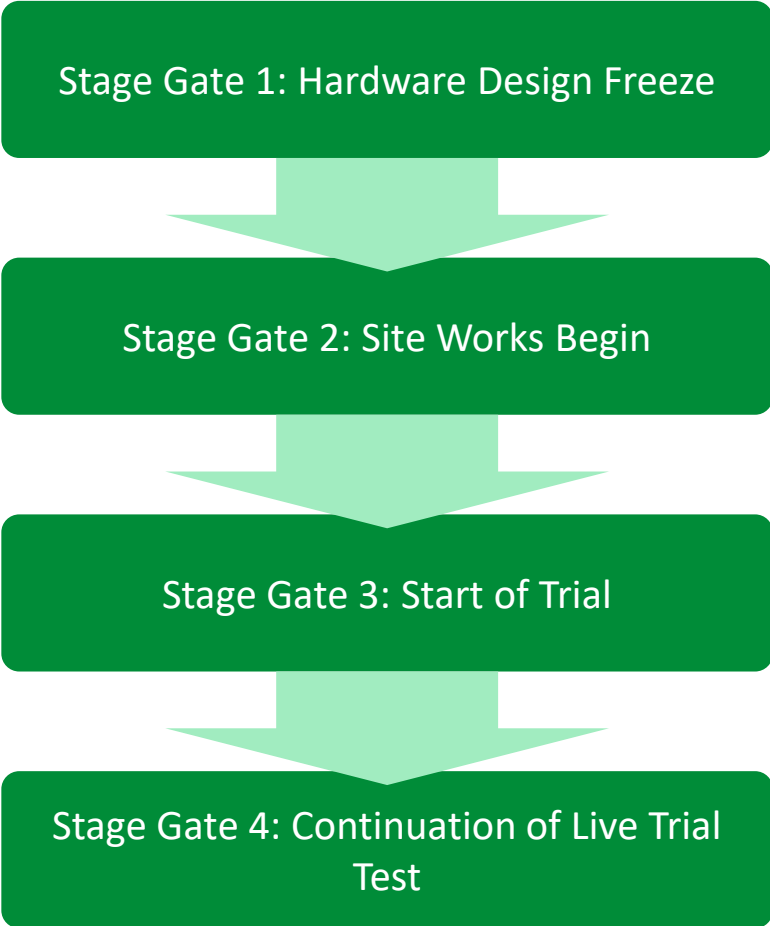 Stage Gate 1: Hardware Design Freeze
Stage Gate 2: Site Works Begin
Stage Gate 3: Start of Trial
Stage Gate 4: Continuation of Live Trial
Test